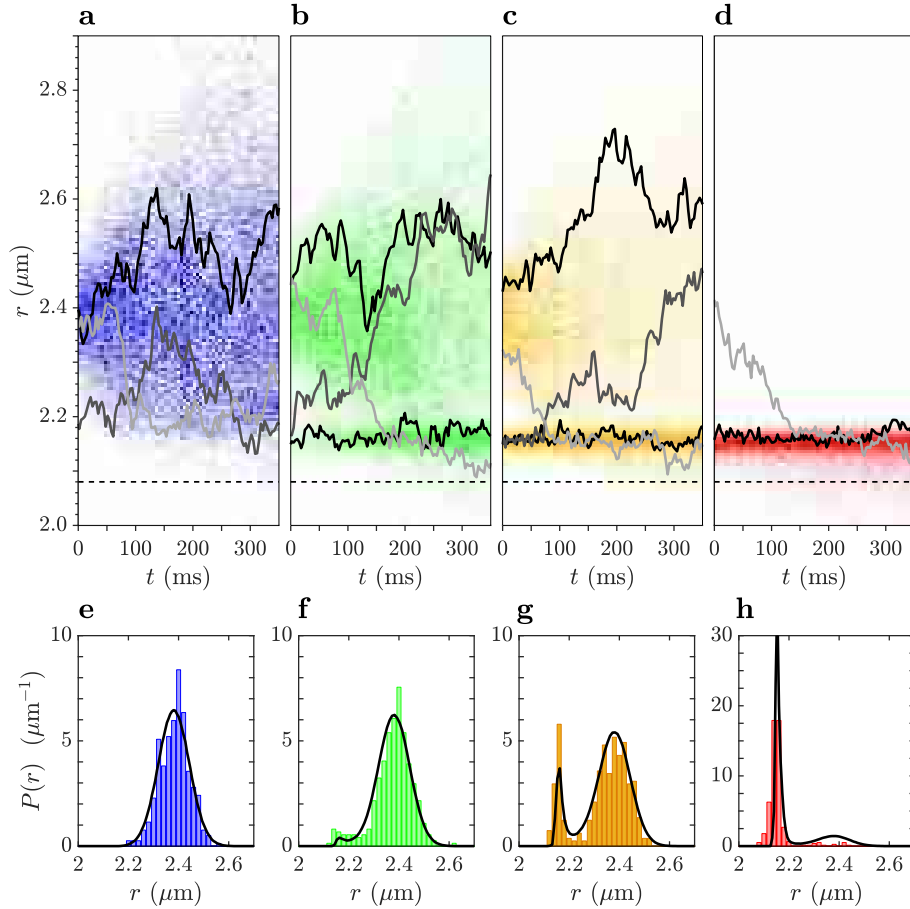 a b c d
2.8
2.6
2.4
2.2
2.0
r (μm)
0 100 200 300 0 100 200 300 0 100 200 300 0 100 200 300
t (ms) t (ms) t (ms) t (ms)
e f g h
10 10 10 30
20
5 5 5
10
0 0 0 0
P(r) (μm⁻¹)
2 2.2 2.4 2.6 2 2.2 2.4 2.6 2 2.2 2.4 2.6 2 2.2 2.4 2.6
r (μm) r (μm) r (μm) r (μm)